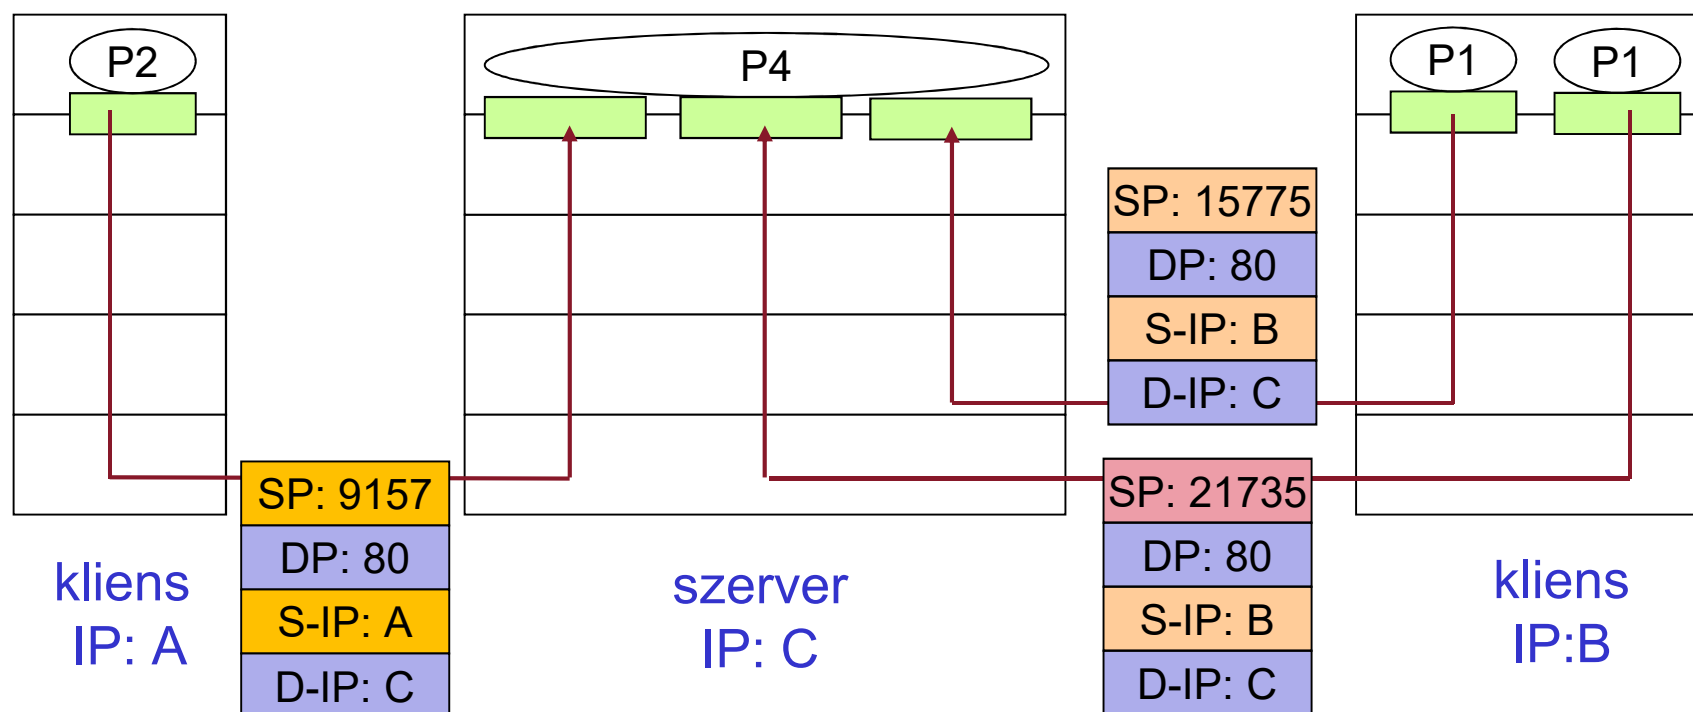 P2
P4
P1
P1
SP: 15775
DP: 80
S-IP: B
D-IP: C
SP: 9157
DP: 80
S-IP: A
D-IP: C
SP: 21735
DP: 80
S-IP: B
D-IP: C
kliens
IP: A
szerver
IP: C
kliens
IP:B